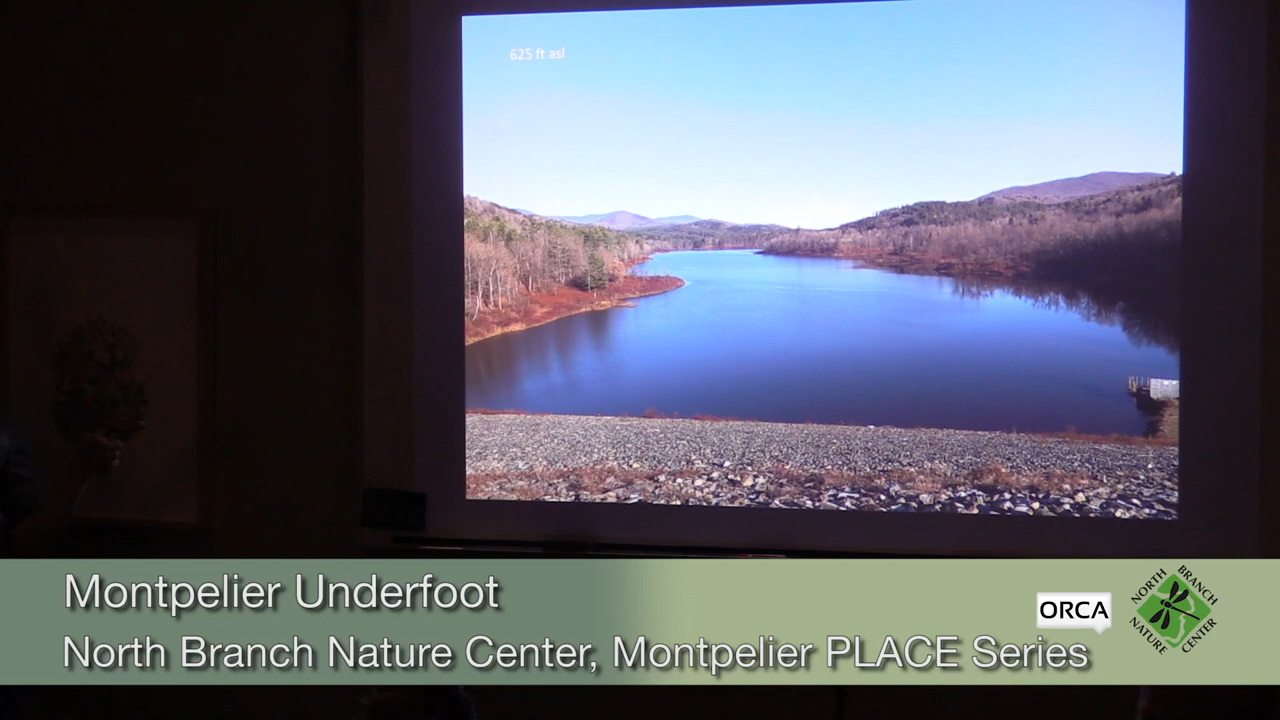 625 ft asl
Montpelier Underfoot
ORCA
NORTH BRANCH
NATURE CENTER
North Branch Nature Center, Montpelier PLACE Series